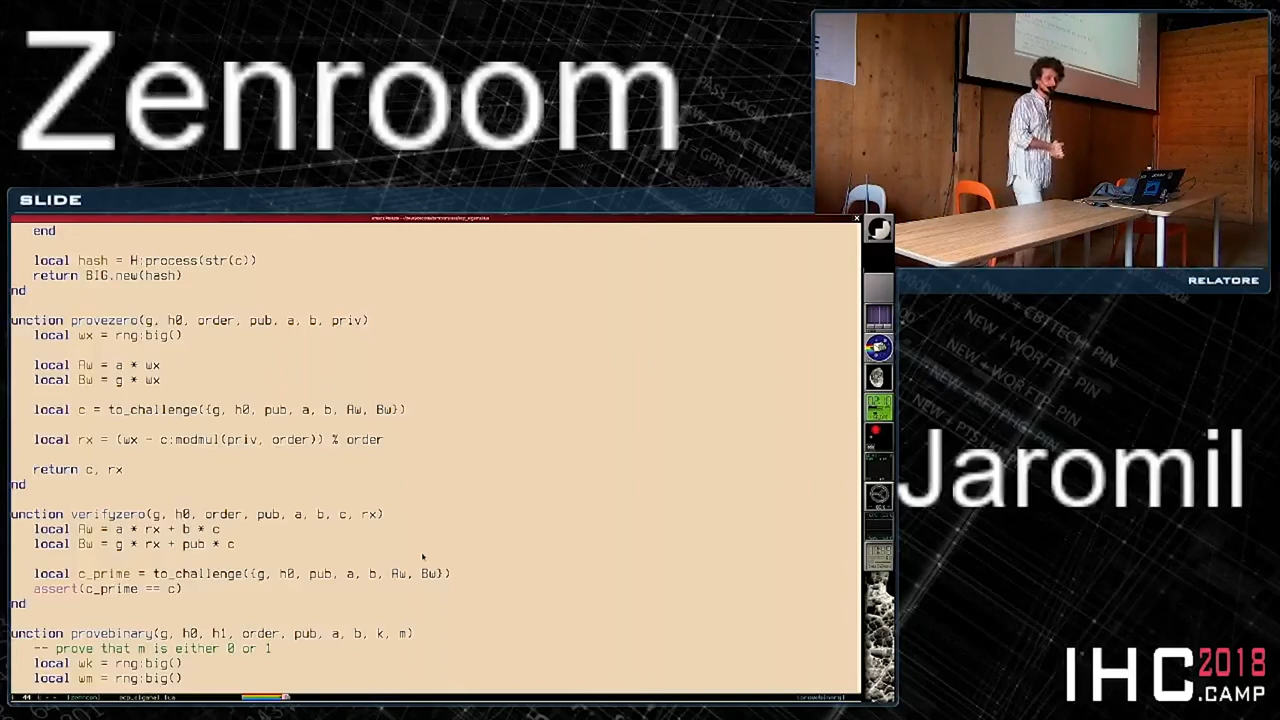 Zenroom
SLIDE
end
local hash = H:process(str(c))
return BIG.new(hash)
nd
unction provezero(g, h0, order, pub, a, b, priv)
local wx = rng:big()
local Aw = a * wx
local Bw = g * wx
local c = to_challenge({g, h0, pub, a, b, Aw, Bw})
local rx = (wx - c:modmul(priv, order)) % order
return c, rx
nd
unction verifyzero(g, h0, order, pub, a, b, c, rx)
local Aw = a * rx + b * c
local Bw = g * rx + pub * c
local c_prime = to_challenge({g, h0, pub, a, b, Aw, Bw})
assert(c_prime == c)
nd
unction provebinary(g, h0, h1, order, pub, a, b, k, m)
-- prove that m is either 0 or 1
local wk = rng:big()
local wm = rng:big()
RELATORE
Jaromil
IHC 2018
.CAMP